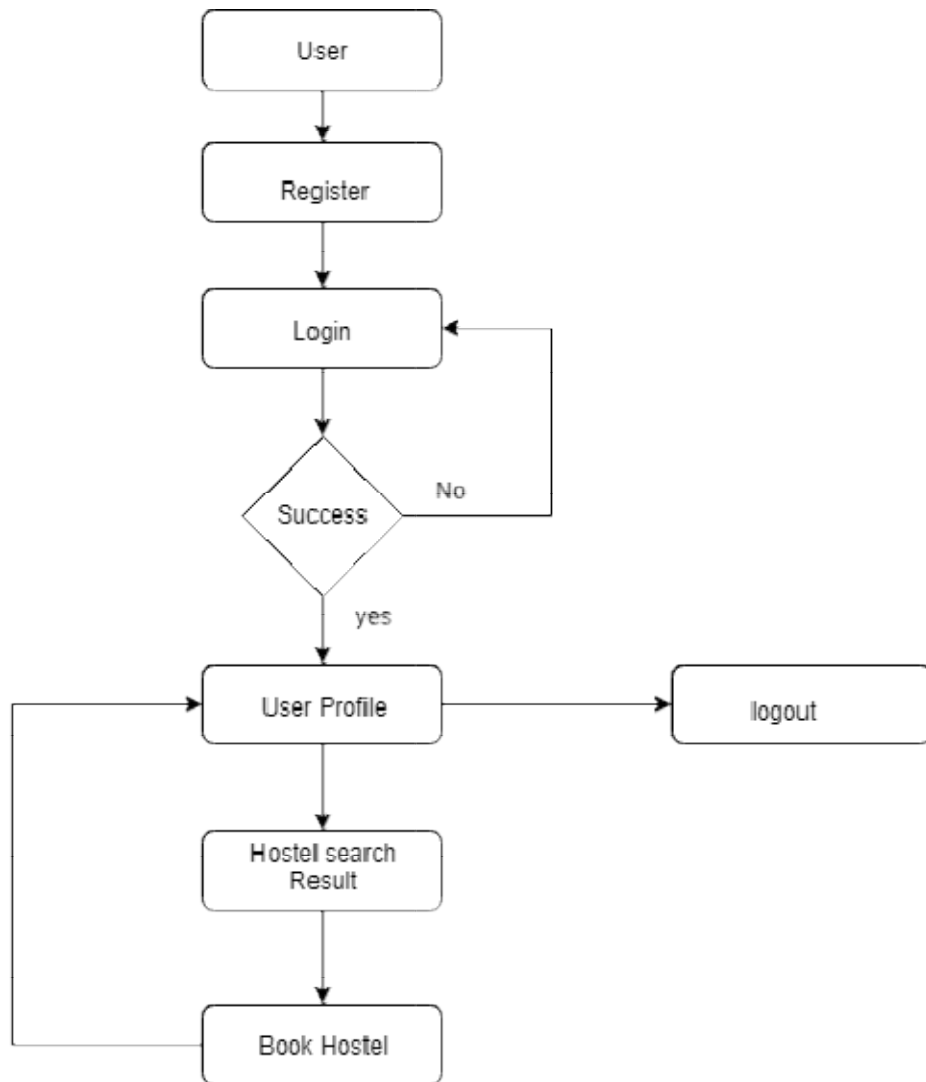 User
Register
Login
Success
No
yes
User Profile
logout
Hostel search
Result
Book Hostel